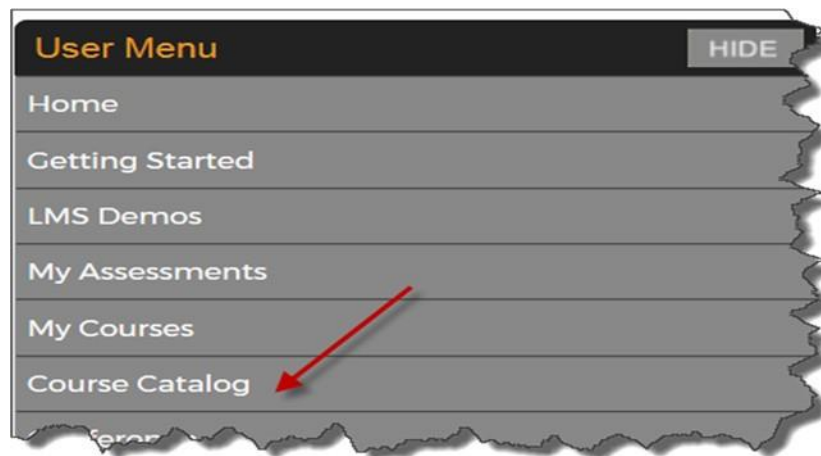 User Menu HIDE
Home
Getting Started
LMS Demos
My Assessments
My Courses
Course Catalog